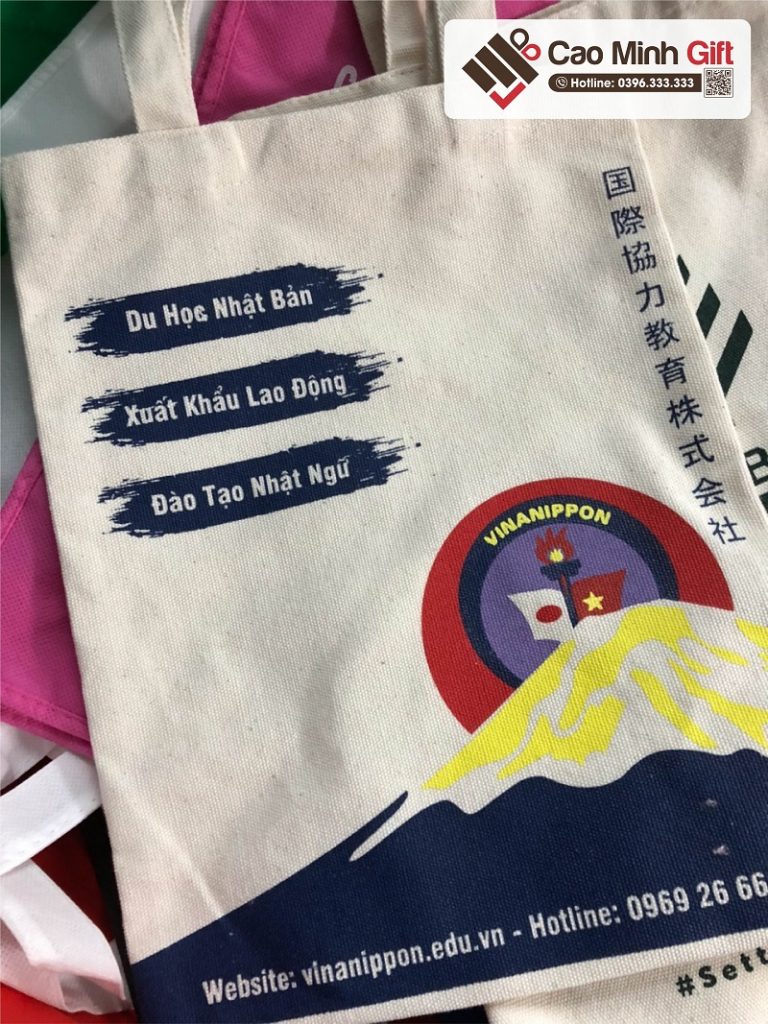 Cao Minh Gift
Hotline: 0396.333.333
国際協力教育株式会社
Du Học Nhật Bản
Xuất Khẩu Lao Động
Đào Tạo Nhật Ngữ
VINANIPPON
Website: vinanippon.edu.vn - Hotline: 0969 26 66
#Sett